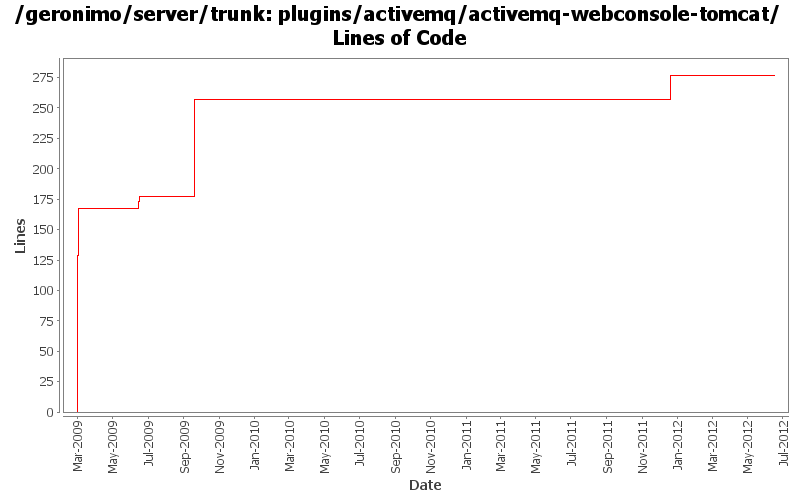 /geronimo/server/trunk: plugins/activemq/activemq-webconsole-tomcat/
Lines of Code
275
250
225
200
175
150
125
100
75
50
25
0
Lines
Mar-2009
May-2009
Jul-2009
Sep-2009
Nov-2009
Jan-2010
Mar-2010
May-2010
Jul-2010
Sep-2010
Nov-2010
Jan-2011
Mar-2011
May-2011
Jul-2011
Sep-2011
Nov-2011
Jan-2012
Mar-2012
May-2012
Jul-2012
Date